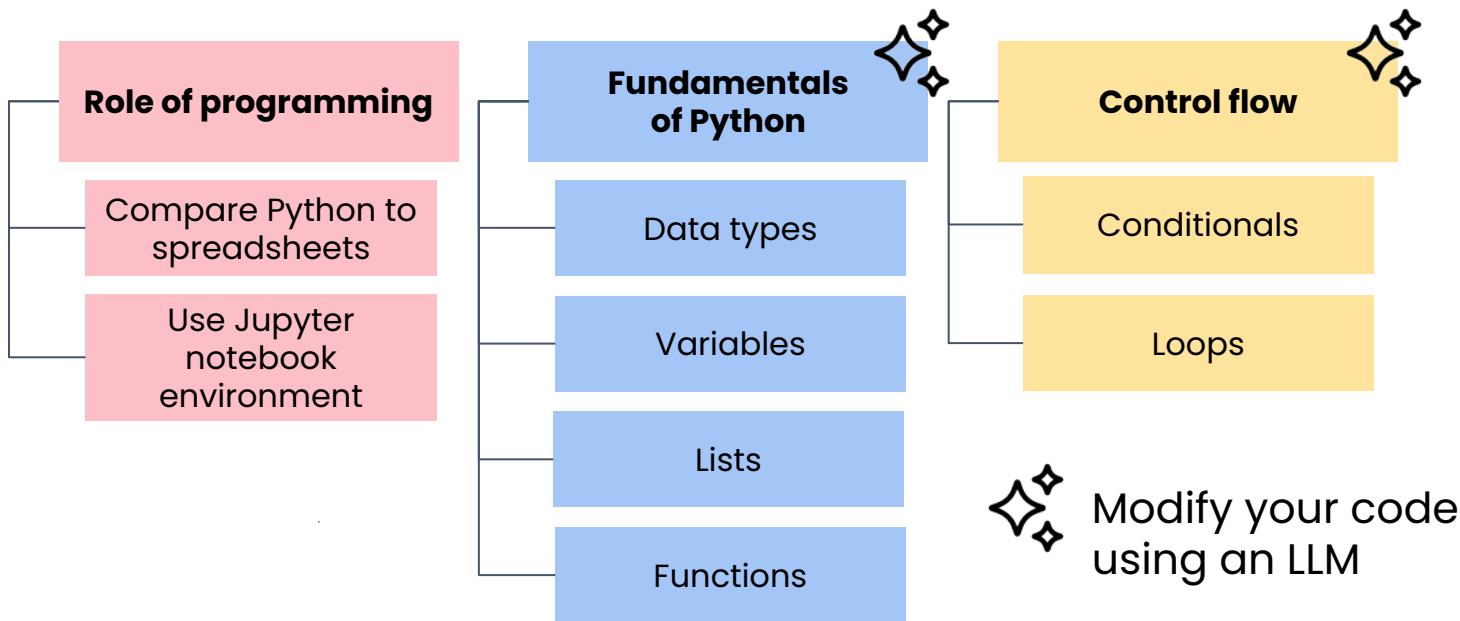 Role of programming
Compare Python to
spreadsheets
Use Jupyter
notebook
environment
Fundamentals
of Python
Data types
Variables
Lists
Functions
Control flow
Conditionals
Loops
Modify your code
using an LLM